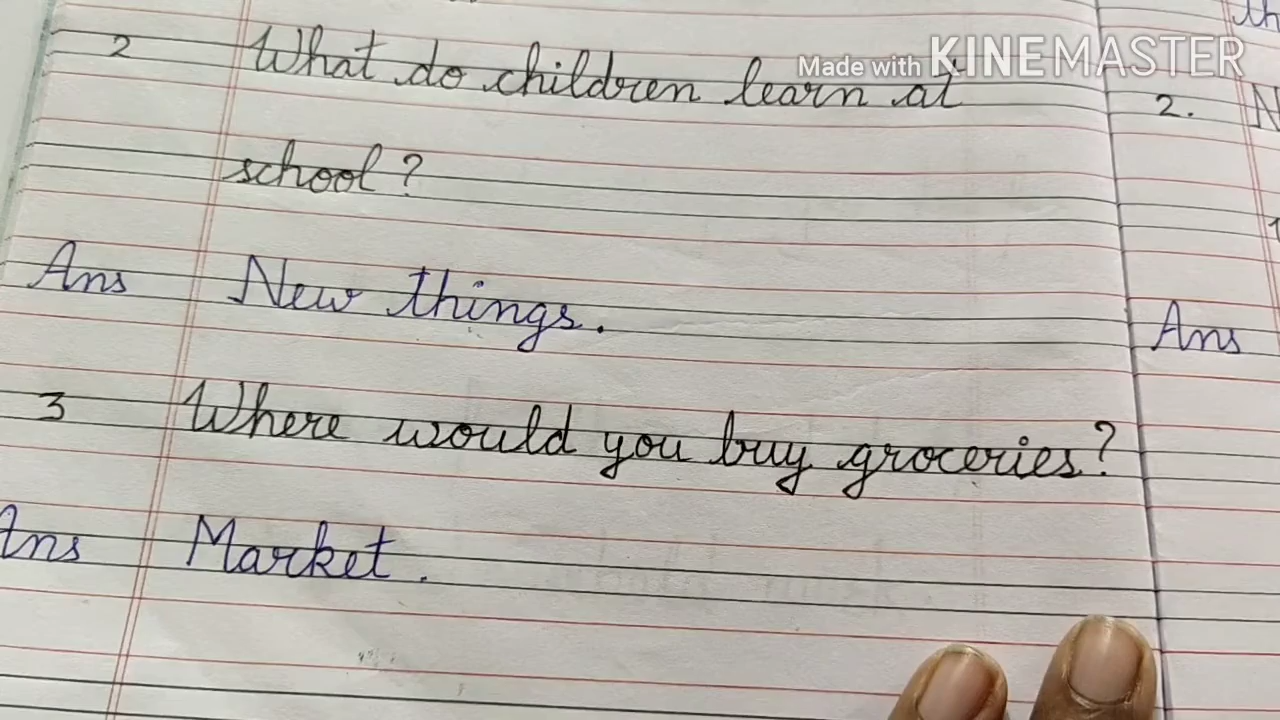 Made with KINEMASTER
2 What do children learn at
school?
Ans New things.
3 Where would you buy groceries?
Ans Market.
2.
Ans